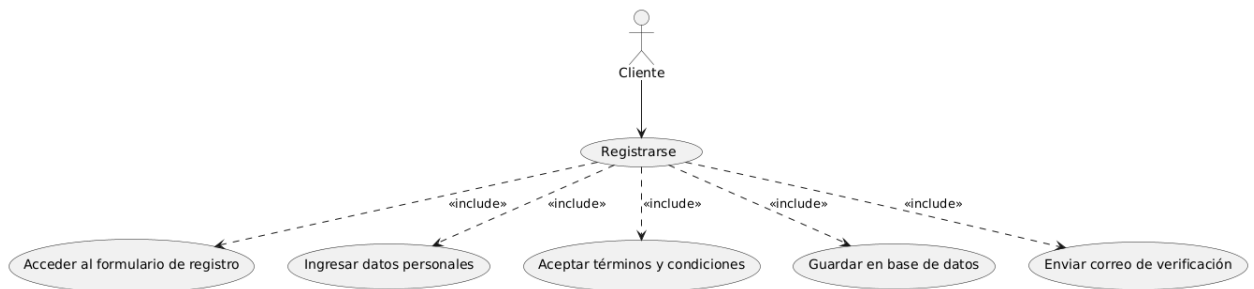 Cliente
Registrarse
«include»
«include»
«include»
«include»
«include»
Acceder al formulario de registro
Ingresar datos personales
Aceptar términos y condiciones
Guardar en base de datos
Enviar correo de verificación